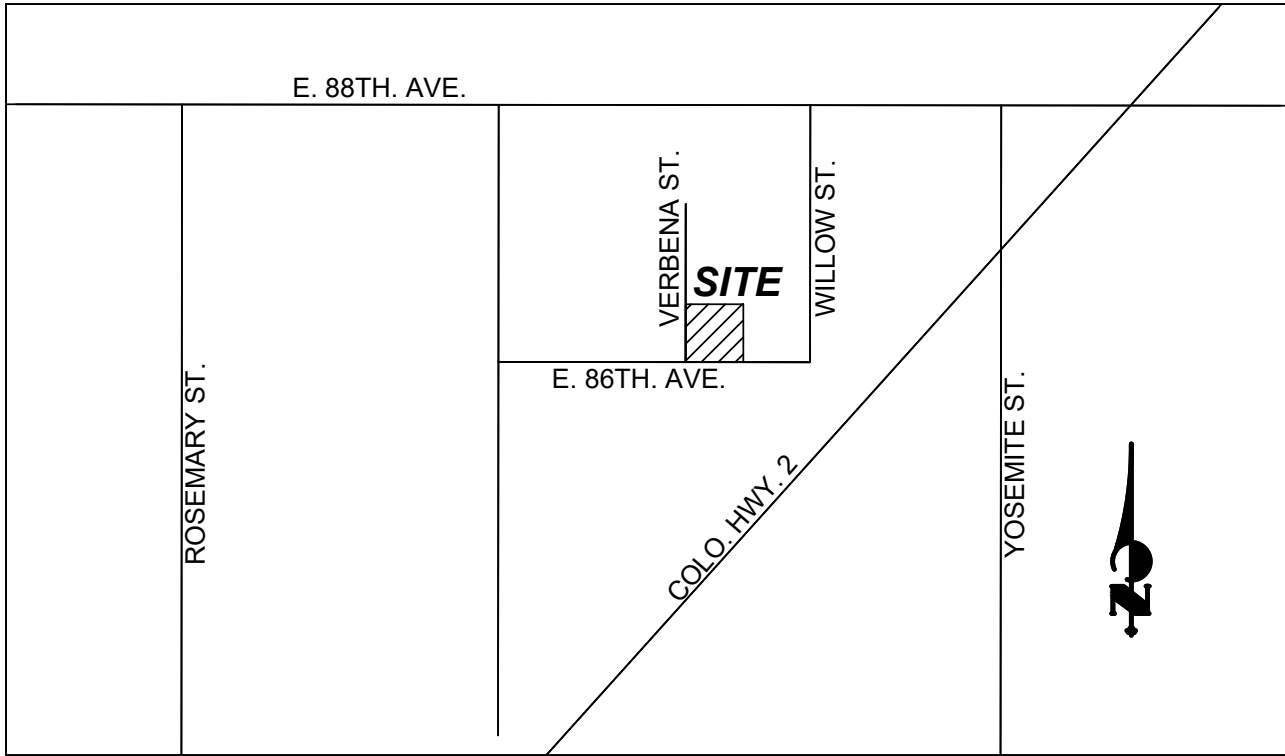 E. 88TH. AVE.
VERBENA ST.
WILLOW ST.
SITE
E. 86TH. AVE.
ROSEMARY ST.
YOSEMITE ST.
COLO. HWY. 2
N